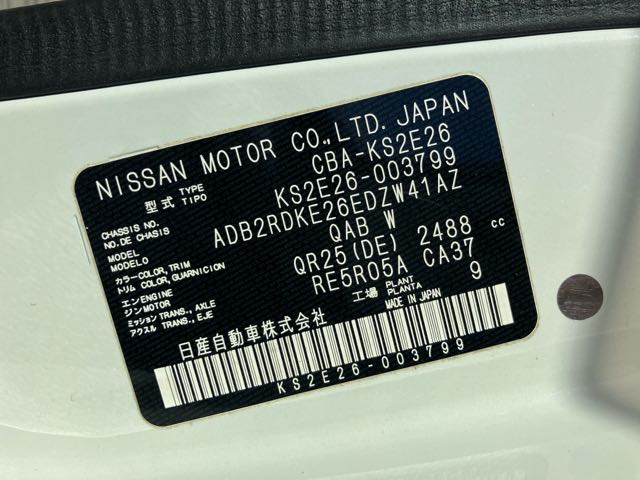 NISSAN MOTOR CO.,LTD. JAPAN
型式 TYPE TIPO CBA-KS2E26
CHASSIS NO. NO.DE CHASIS KS2E26-003799
MODEL MODELO ADB2RDKE26EDZW41AZ
カラー COLOR, TRIM トリム COLOR, GUARNICION QAB W
エンジン ENGINE MOTOR QR25(DE) 2488 cc
ミッション TRANS., AXLE アクスル TRANS., EJE RE5R05A CA37
工場 PLANT PLANTA 9
日産自動車株式会社 MADE IN JAPAN
KS2E26-003799